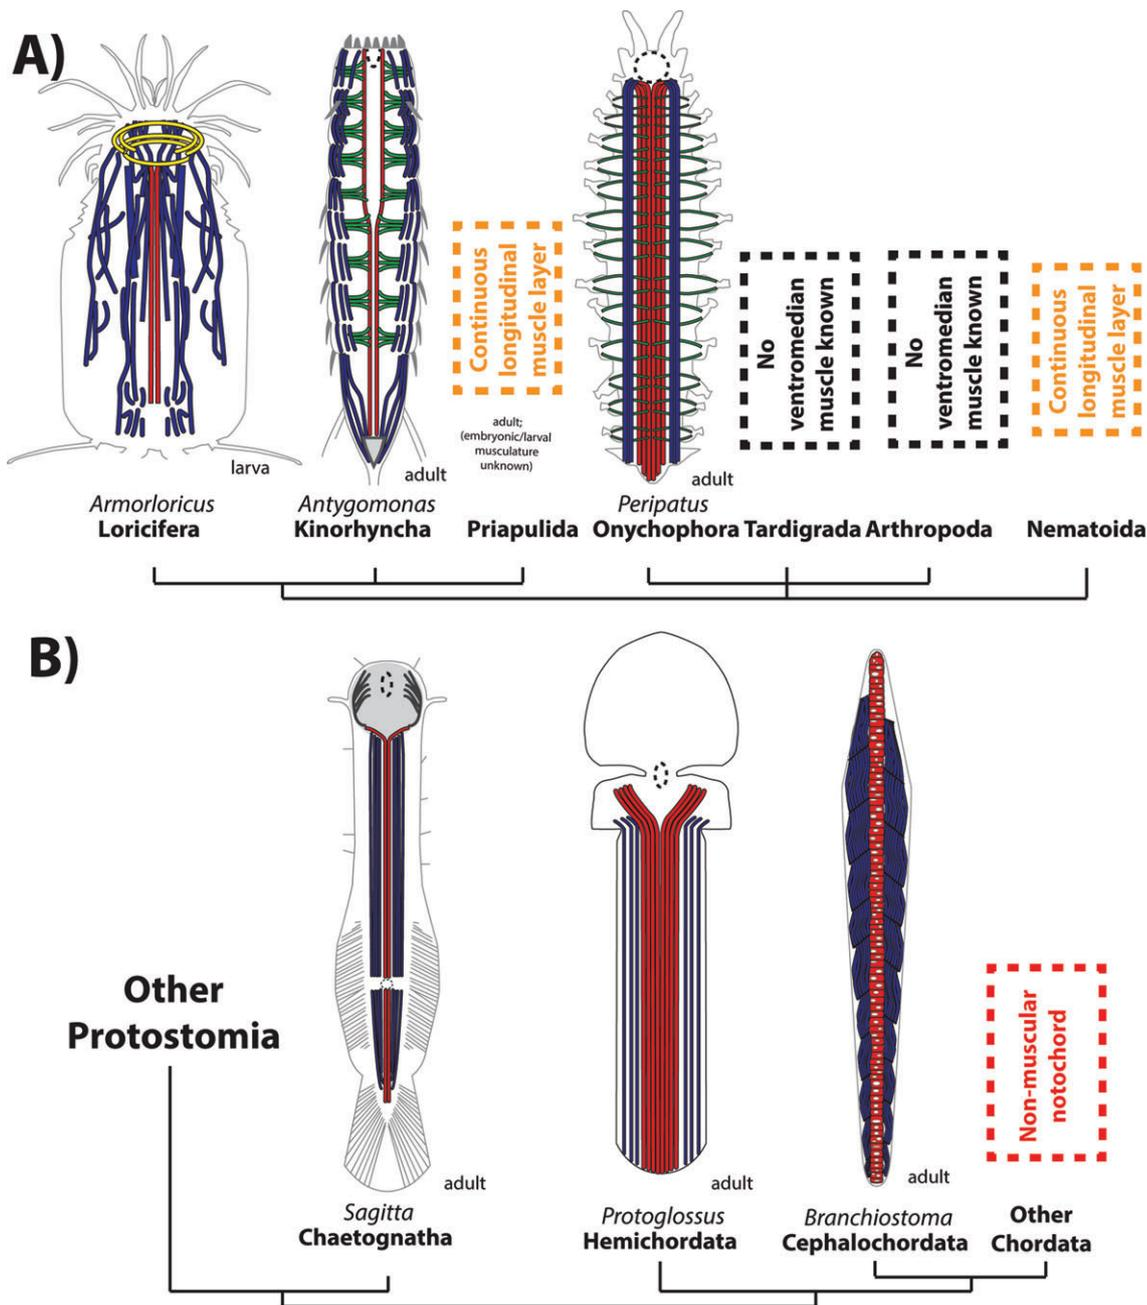 A)
Continuous
longitudinal
muscle layer
No
ventromedian
muscle known
No
ventromedian
muscle known
Continuous
longitudinal
muscle layer
adult;
(embryonic/larval
musculature
unknown)
larva
adult
adult
Armorloricus
Loricifera
Antygomonas
Kinorhyncha
Priapulida
Peripatus
Onychophora
Tardigrada
Arthropoda
Nematoida
B)
Other
Protostomia
Non-muscular
notochord
adult
adult
adult
Sagitta
Chaetognatha
Protoglossus
Hemichordata
Branchiostoma
Cephalochordata
Other
Chordata